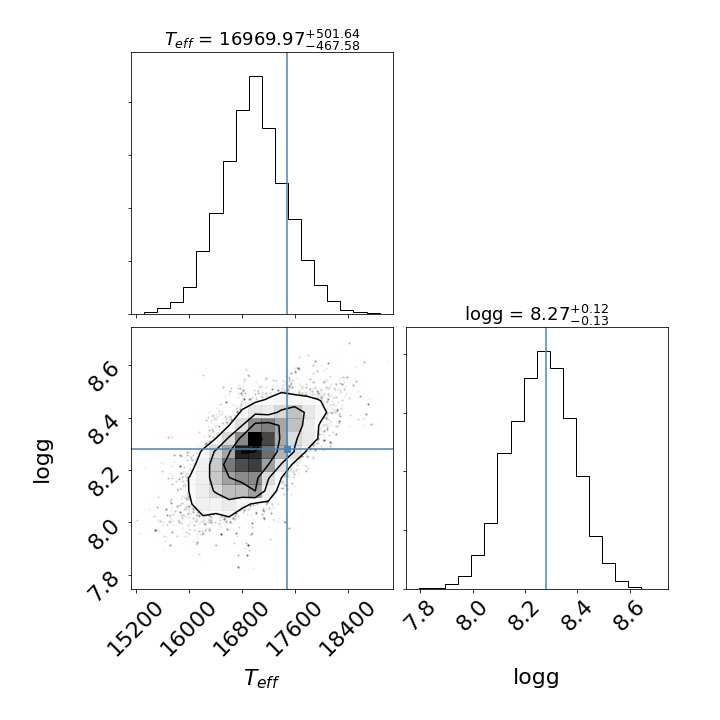 T_eff = 16969.97^{+501.64}_{-467.58}
logg = 8.27^{+0.12}_{-0.13}
8.6
8.4
8.2
8.0
7.8
logg
15200 16000 16800 17600 18400
T_eff
7.8 8.0 8.2 8.4 8.6
logg